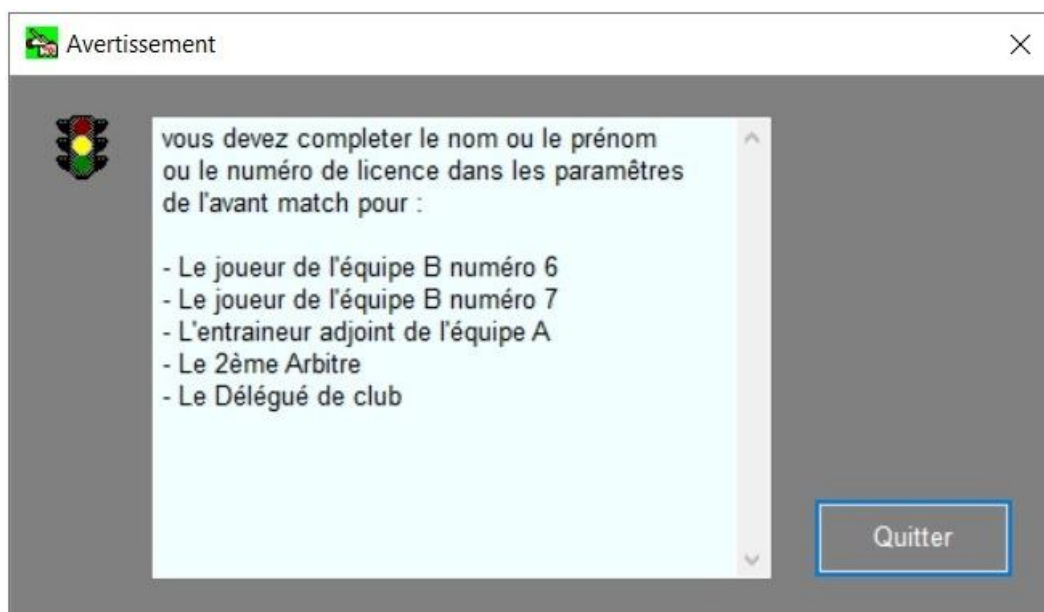 Avertissement
vous devez completer le nom ou le prénom
ou le numéro de licence dans les paramêtres
de l'avant match pour :
- Le joueur de l'équipe B numéro 6
- Le joueur de l'équipe B numéro 7
- L'entraineur adjoint de l'équipe A
- Le 2ème Arbitre
- Le Délégué de club
Quitter